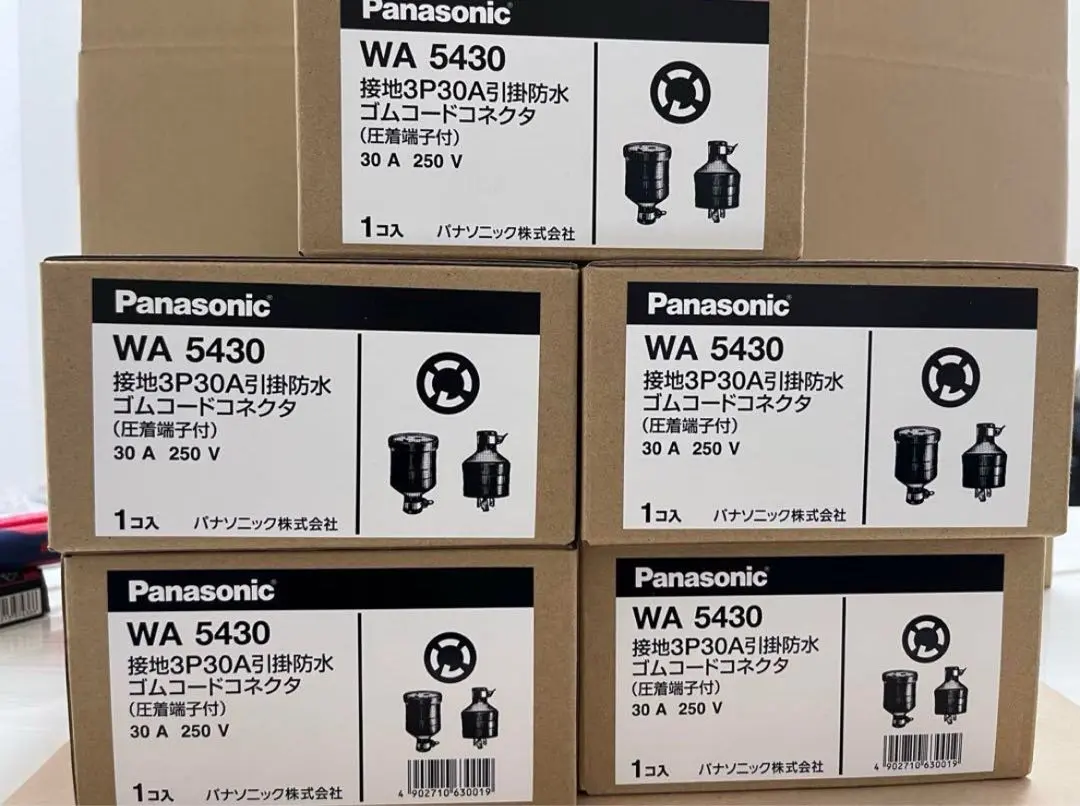 Panasonic
WA 5430
接地3P30A引掛防水
ゴムコードコネクタ
(圧着端子付)
30 A 250 V
1コ入 パナソニック株式会社
Panasonic
WA 5430
接地3P30A引掛防水
ゴムコードコネクタ
(圧着端子付)
30 A 250 V
1コ入 パナソニック株式会社
Panasonic
WA 5430
接地3P30A引掛防水
ゴムコードコネクタ
(圧着端子付)
30 A 250 V
1コ入 パナソニック株式会社
Panasonic
WA 5430
接地3P30A引掛防水
ゴムコードコネクタ
(圧着端子付)
30 A 250 V
1コ入 パナソニック株式会社
4 902710 630019
Panasonic
WA 5430
接地3P30A引掛防水
ゴムコードコネクタ
(圧着端子付)
30 A 250 V
1コ入 パナソニック株式会社
4 902710 630019